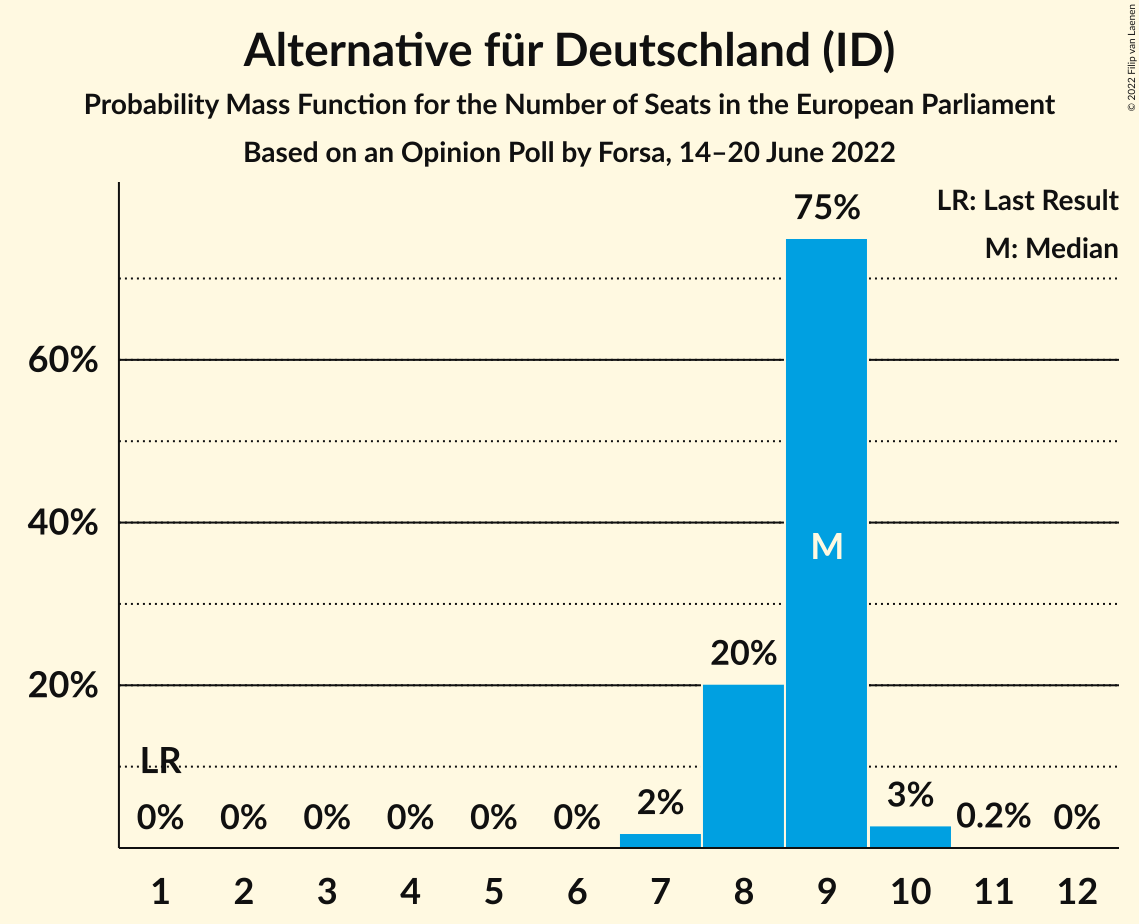 Alternative für Deutschland (ID)
Probability Mass Function for the Number of Seats in the European Parliament
Based on an Opinion Poll by Forsa, 14–20 June 2022
© 2022 Filip van Laenen
LR: Last Result
M: Median
75%
60%
40%
M
20%
20%
LR
0% 0% 0% 0% 0% 0% 2% 3% 0.2% 0%
1 2 3 4 5 6 7 8 9 10 11 12